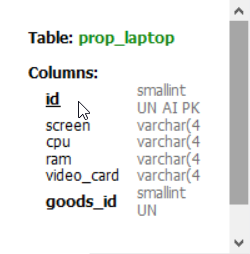 Table: prop_laptop
Columns:
id smallint
UN AI PK
screen varchar(4
cpu varchar(4
ram varchar(4
video_card varchar(4
goods_id smallint
UN